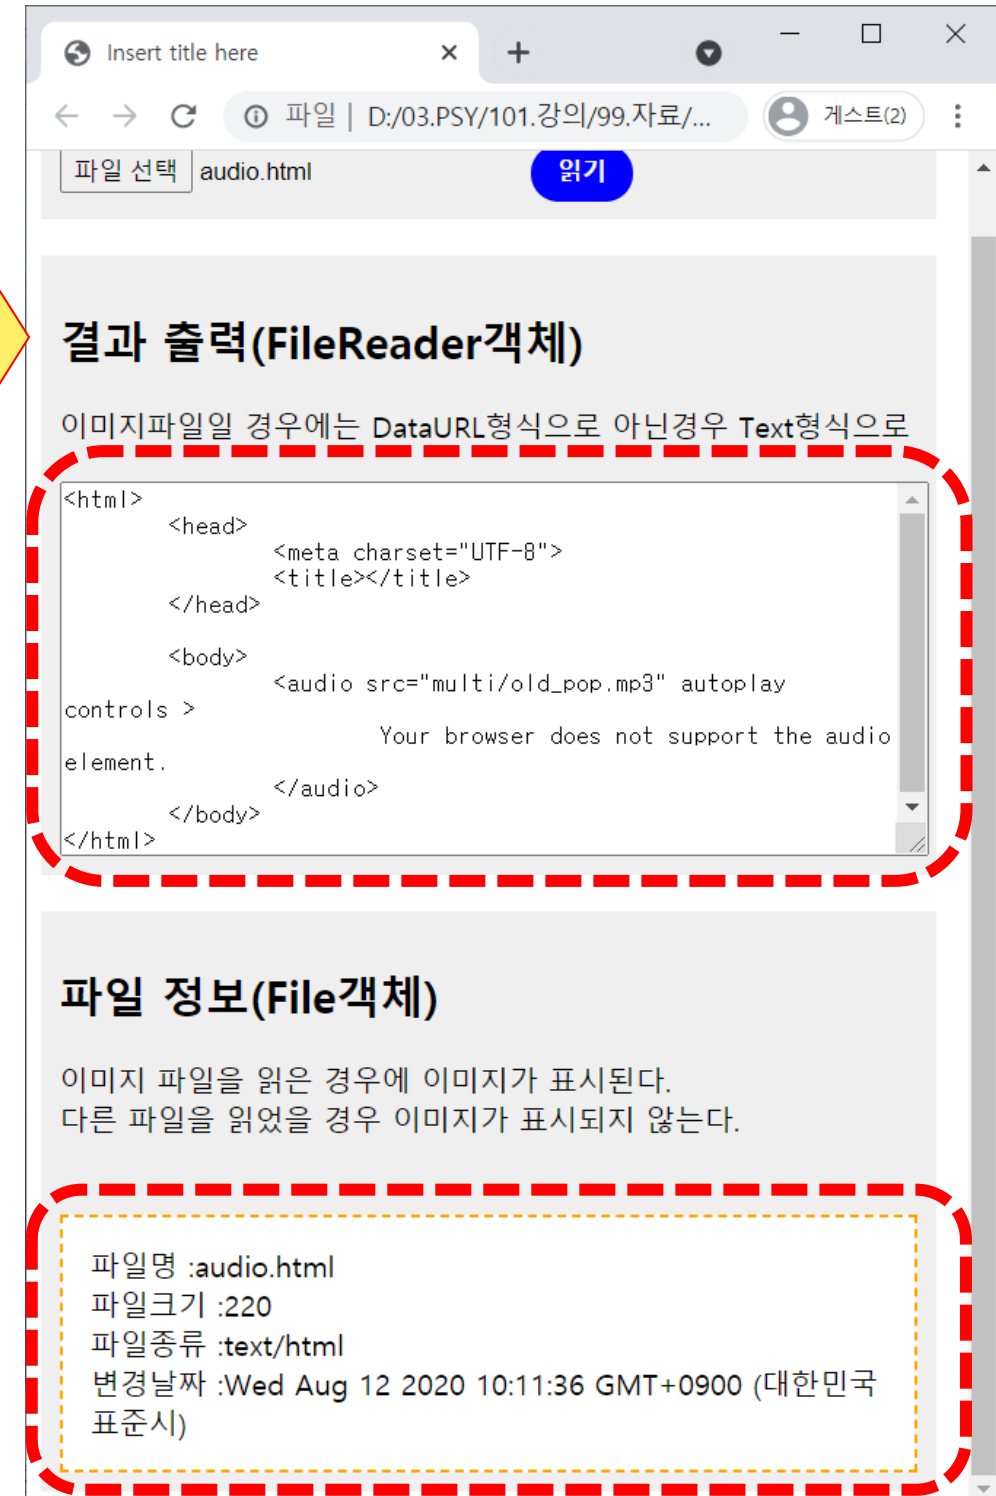 Insert title here
파일 | D:/03.PSY/101.강의/99.자료/...
게스트(2)
파일 선택 audio.html
읽기
결과 출력(FileReader객체)
이미지파일일 경우에는 DataURL형식으로 아닌경우 Text형식으로
<html>
<head>
<meta charset="UTF-8">
<title></title>
</head>
<body>
<audio src="multi/old_pop.mp3" autoplay
controls >
Your browser does not support the audio
element.
</audio>
</body>
</html>
파일 정보(File객체)
이미지 파일을 읽은 경우에 이미지가 표시된다.
다른 파일을 읽었을 경우 이미지가 표시되지 않는다.
파일명 :audio.html
파일크기 :220
파일종류 :text/html
변경날짜 :Wed Aug 12 2020 10:11:36 GMT+0900 (대한민국
표준시)